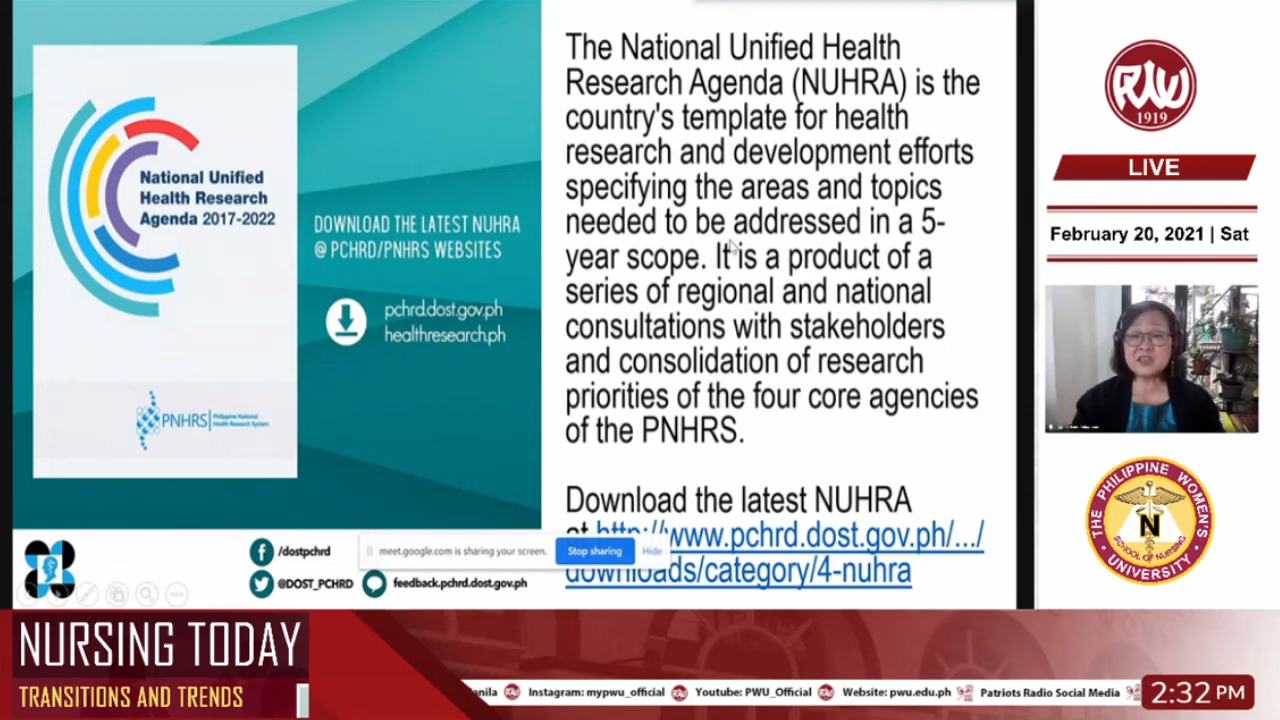 National Unified
Health Research
Agenda 2017-2022
PNHRS
Philippine National
Health Research System
DOWNLOAD THE LATEST NUHRA
@ PCHRD/PNHRS WEBSITES
pchrd.dost.gov.ph
healthresearch.ph
/dostpchrd
@DOST_PCHRD
feedback.pchrd.dost.gov.ph
The National Unified Health
Research Agenda (NUHRA) is the
country's template for health
research and development efforts
specifying the areas and topics
needed to be addressed in a 5-
year scope. It is a product of a
series of regional and national
consultations with stakeholders
and consolidation of research
priorities of the four core agencies
of the PNHRS.
Download the latest NUHRA
at http://www.pchrd.dost.gov.ph/.../
downloads/category/4-nuhra
meet.google.com is sharing your screen.
Stop sharing
Hide
PWU
1919
LIVE
February 20, 2021 | Sat
THE PHILIPPINE WOMEN'S UNIVERSITY
SCHOOL OF NURSING
N
NURSING TODAY
TRANSITIONS AND TRENDS
anila Instagram: mypwu_official Youtube: PWU_Official Website: pwu.edu.ph Patriots Radio Social Media
2:32 PM